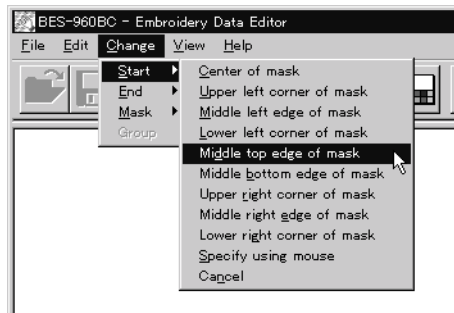 BES-960BC - Embroidery Data Editor
File Edit Change View Help
Start
End
Mask
Group
Center of mask
Upper left corner of mask
Middle left edge of mask
Lower left corner of mask
Middle top edge of mask
Middle bottom edge of mask
Upper right corner of mask
Middle right edge of mask
Lower right corner of mask
Specify using mouse
Cancel